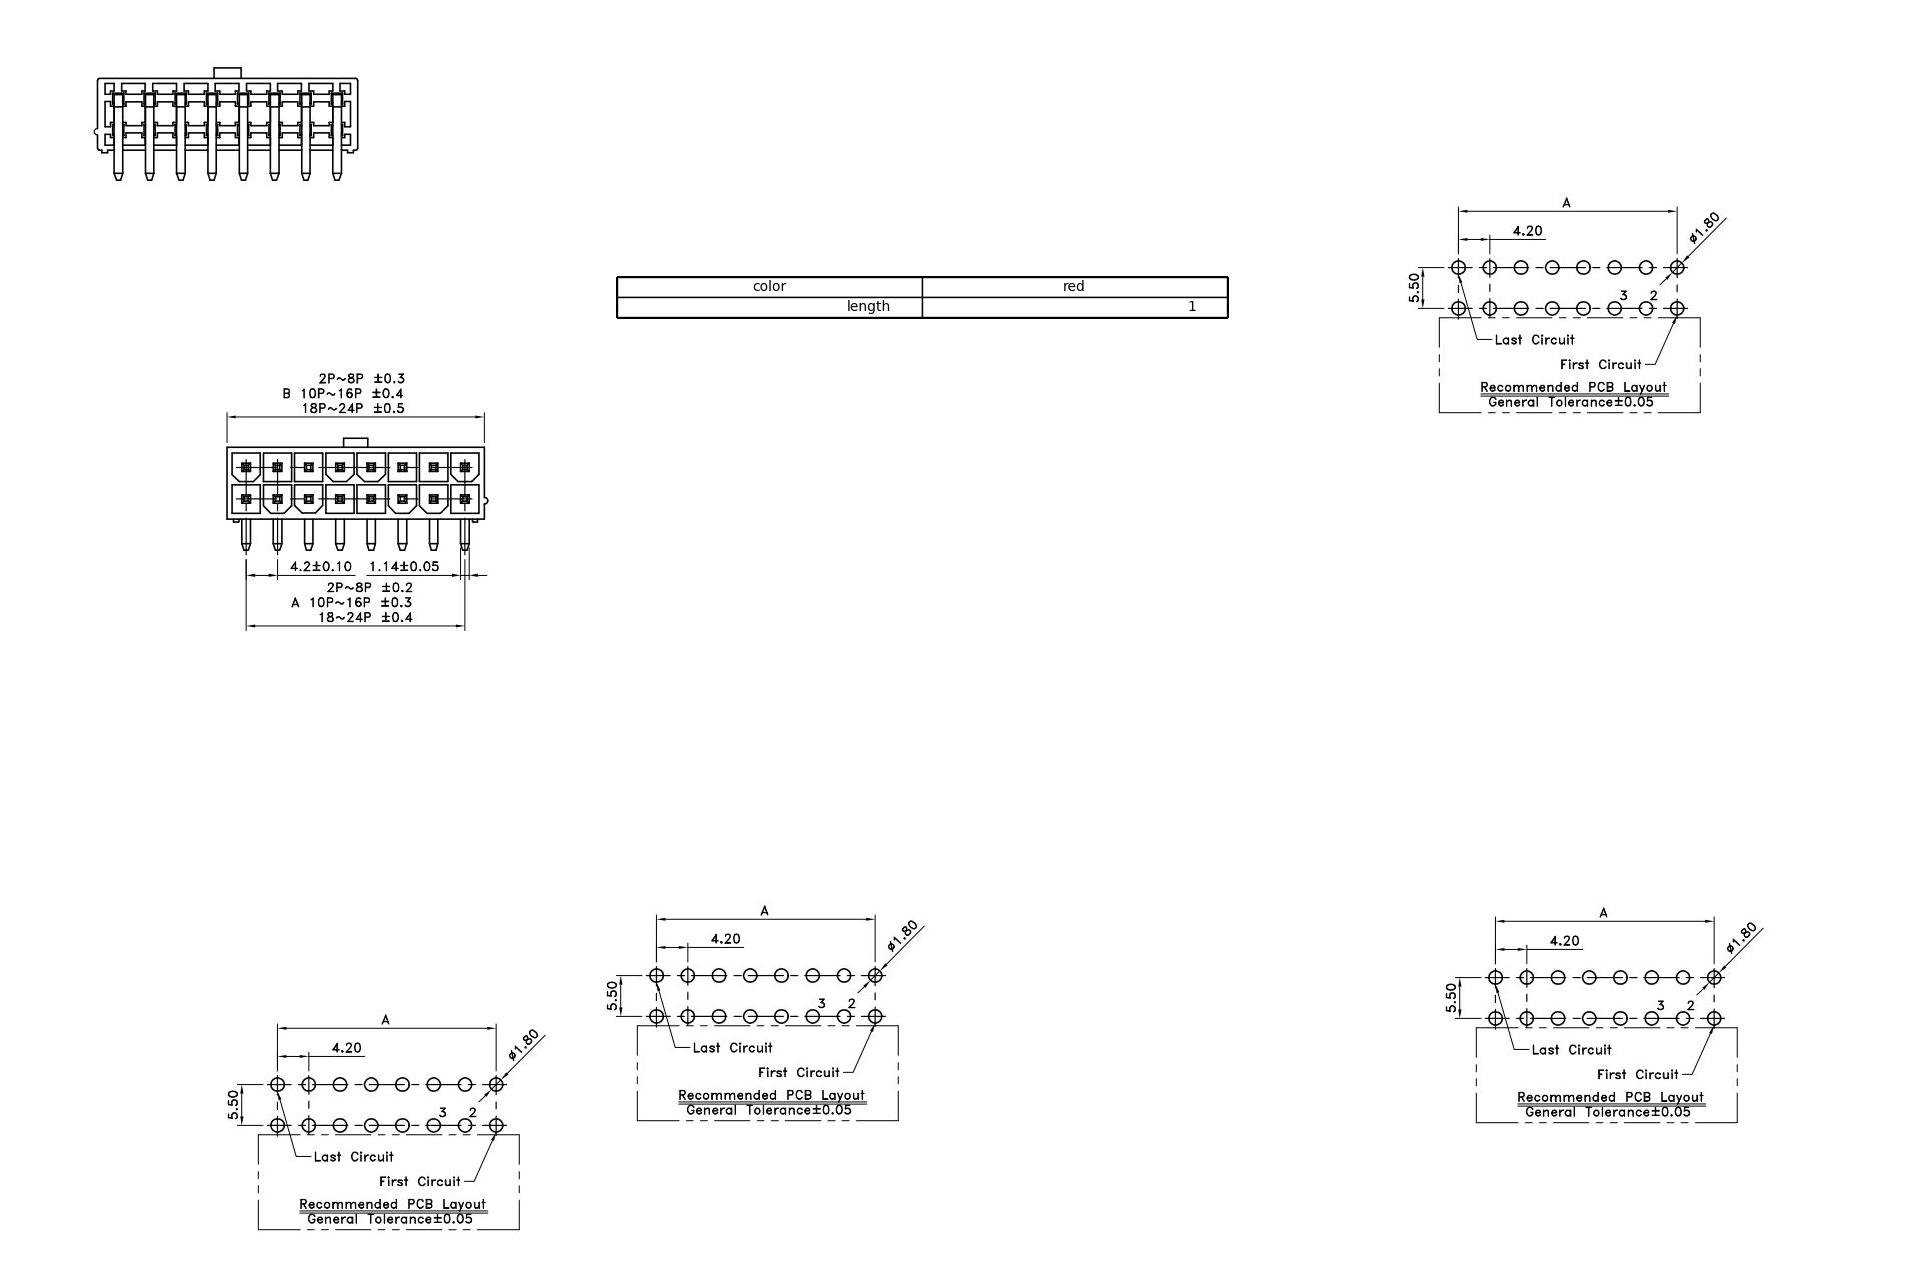 A
4.20
ø1.80
5.50
3 2
Last Circuit
First Circuit
Recommended PCB Layout
General Tolerance±0.05
color red
length 1
2P~8P ±0.3
B 10P~16P ±0.4
18P~24P ±0.5
4.2±0.10 1.14±0.05
2P~8P ±0.2
A 10P~16P ±0.3
18~24P ±0.4
A
4.20
ø1.80
5.50
3 2
Last Circuit
First Circuit
Recommended PCB Layout
General Tolerance±0.05
A
4.20
ø1.80
5.50
3 2
Last Circuit
First Circuit
Recommended PCB Layout
General Tolerance±0.05
A
4.20
ø1.80
5.50
3 2
Last Circuit
First Circuit
Recommended PCB Layout
General Tolerance±0.05